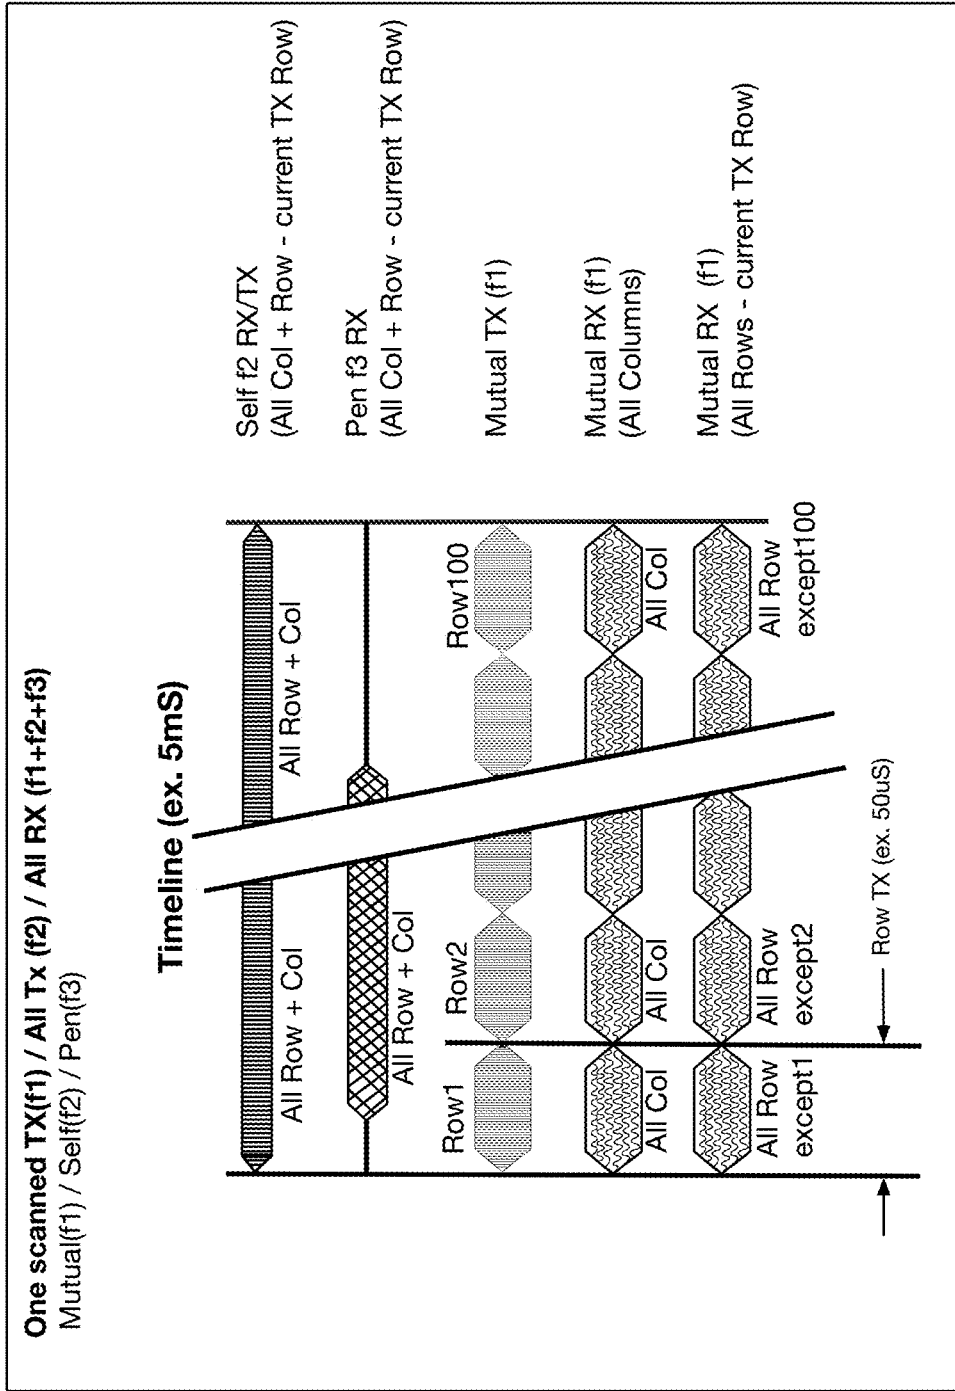 One scanned TX(f1) / All Tx (f2) / All RX (f1+f2+f3)
Mutual(f1) / Self(f2) / Pen(f3)
Timeline (ex. 5mS)
All Row + Col
All Row + Col
Self f2 RX/TX
(All Col + Row - current TX Row)
All Row + Col
Pen f3 RX
(All Col + Row - current TX Row)
Row1
Row2
Row100
Mutual TX (f1)
All Col
All Col
All Col
Mutual RX (f1)
(All Columns)
All Row
except1
All Row
except2
All Row
except100
Mutual RX (f1)
(All Rows - current TX Row)
Row TX (ex. 50uS)